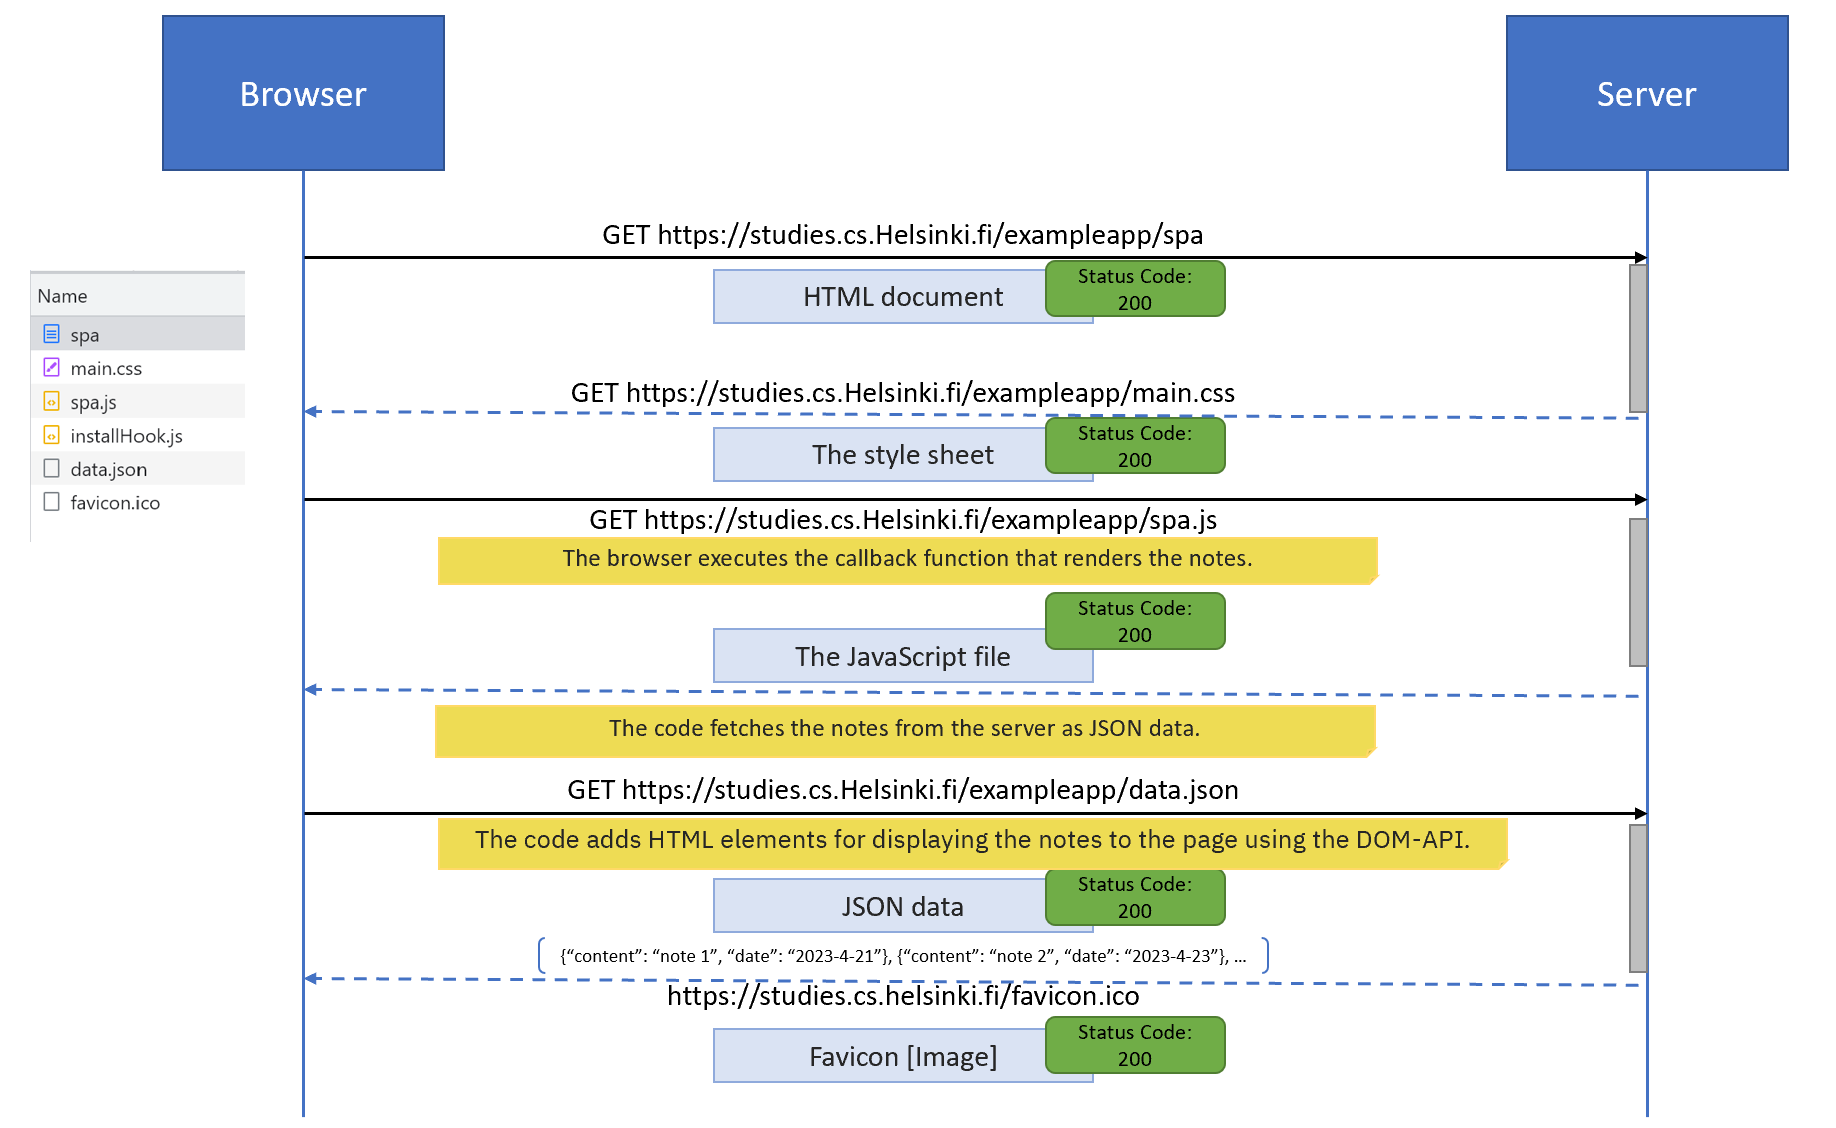 Browser
Server
GET https://studies.cs.Helsinki.fi/exampleapp/spa
HTML document
Status Code:
200
Name
spa
main.css
spa.js
installHook.js
data.json
favicon.ico
GET https://studies.cs.Helsinki.fi/exampleapp/main.css
The style sheet
Status Code:
200
GET https://studies.cs.Helsinki.fi/exampleapp/spa.js
The browser executes the callback function that renders the notes.
Status Code:
200
The JavaScript file
The code fetches the notes from the server as JSON data.
GET https://studies.cs.Helsinki.fi/exampleapp/data.json
The code adds HTML elements for displaying the notes to the page using the DOM-API.
JSON data
Status Code:
200
{“content”: “note 1”, “date”: “2023-4-21”}, {“content”: “note 2”, “date”: “2023-4-23”}, ...
https://studies.cs.helsinki.fi/favicon.ico
Favicon [Image]
Status Code:
200